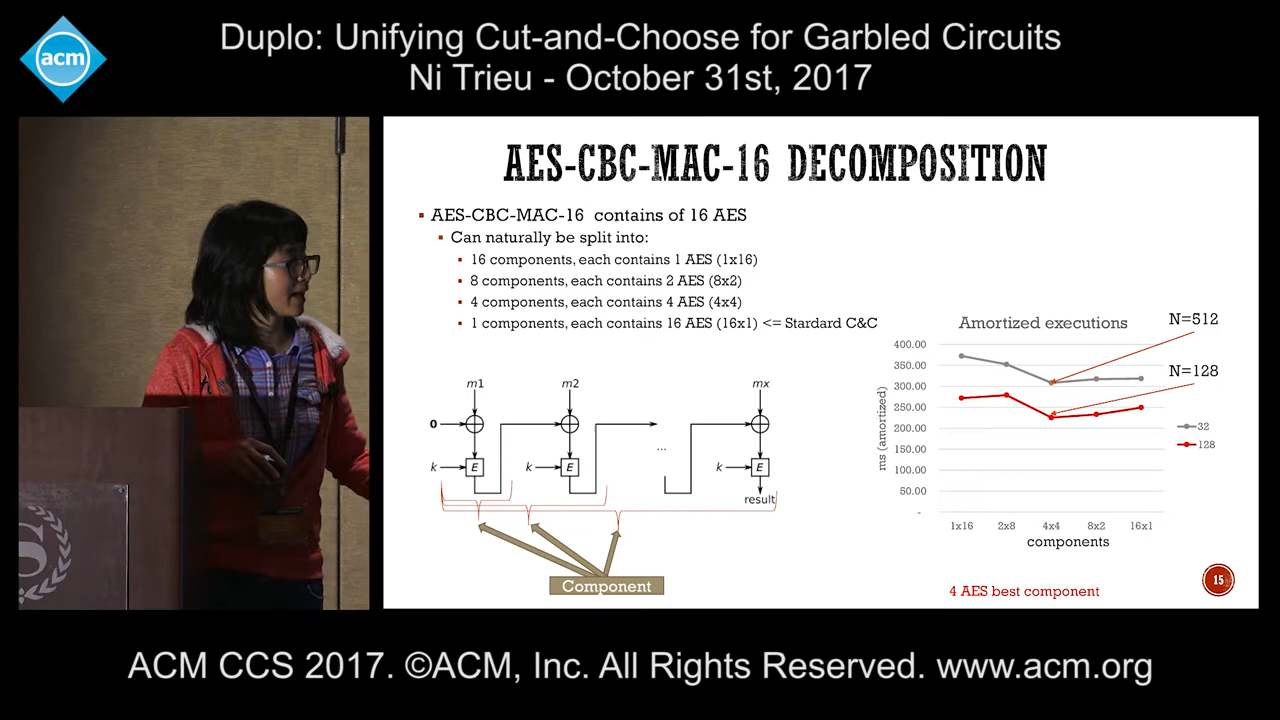 acm
Duplo: Unifying Cut-and-Choose for Garbled Circuits
Ni Trieu - October 31st, 2017
AES-CBC-MAC-16 DECOMPOSITION
AES-CBC-MAC-16 contains of 16 AES
Can naturally be split into:
16 components, each contains 1 AES (1x16)
8 components, each contains 2 AES (8x2)
4 components, each contains 4 AES (4x4)
1 components, each contains 16 AES (16x1) <= Stardard C&C
m1
m2
mx
0
k
E
k
E
...
k
E
result
Component
Amortized executions
N=512
N=128
ms (amortized)
400.00
350.00
300.00
250.00
200.00
150.00
100.00
50.00
-
1x16
2x8
4x4
8x2
16x1
components
32
128
4 AES best component
15
ACM CCS 2017. ©ACM, Inc. All Rights Reserved. www.acm.org